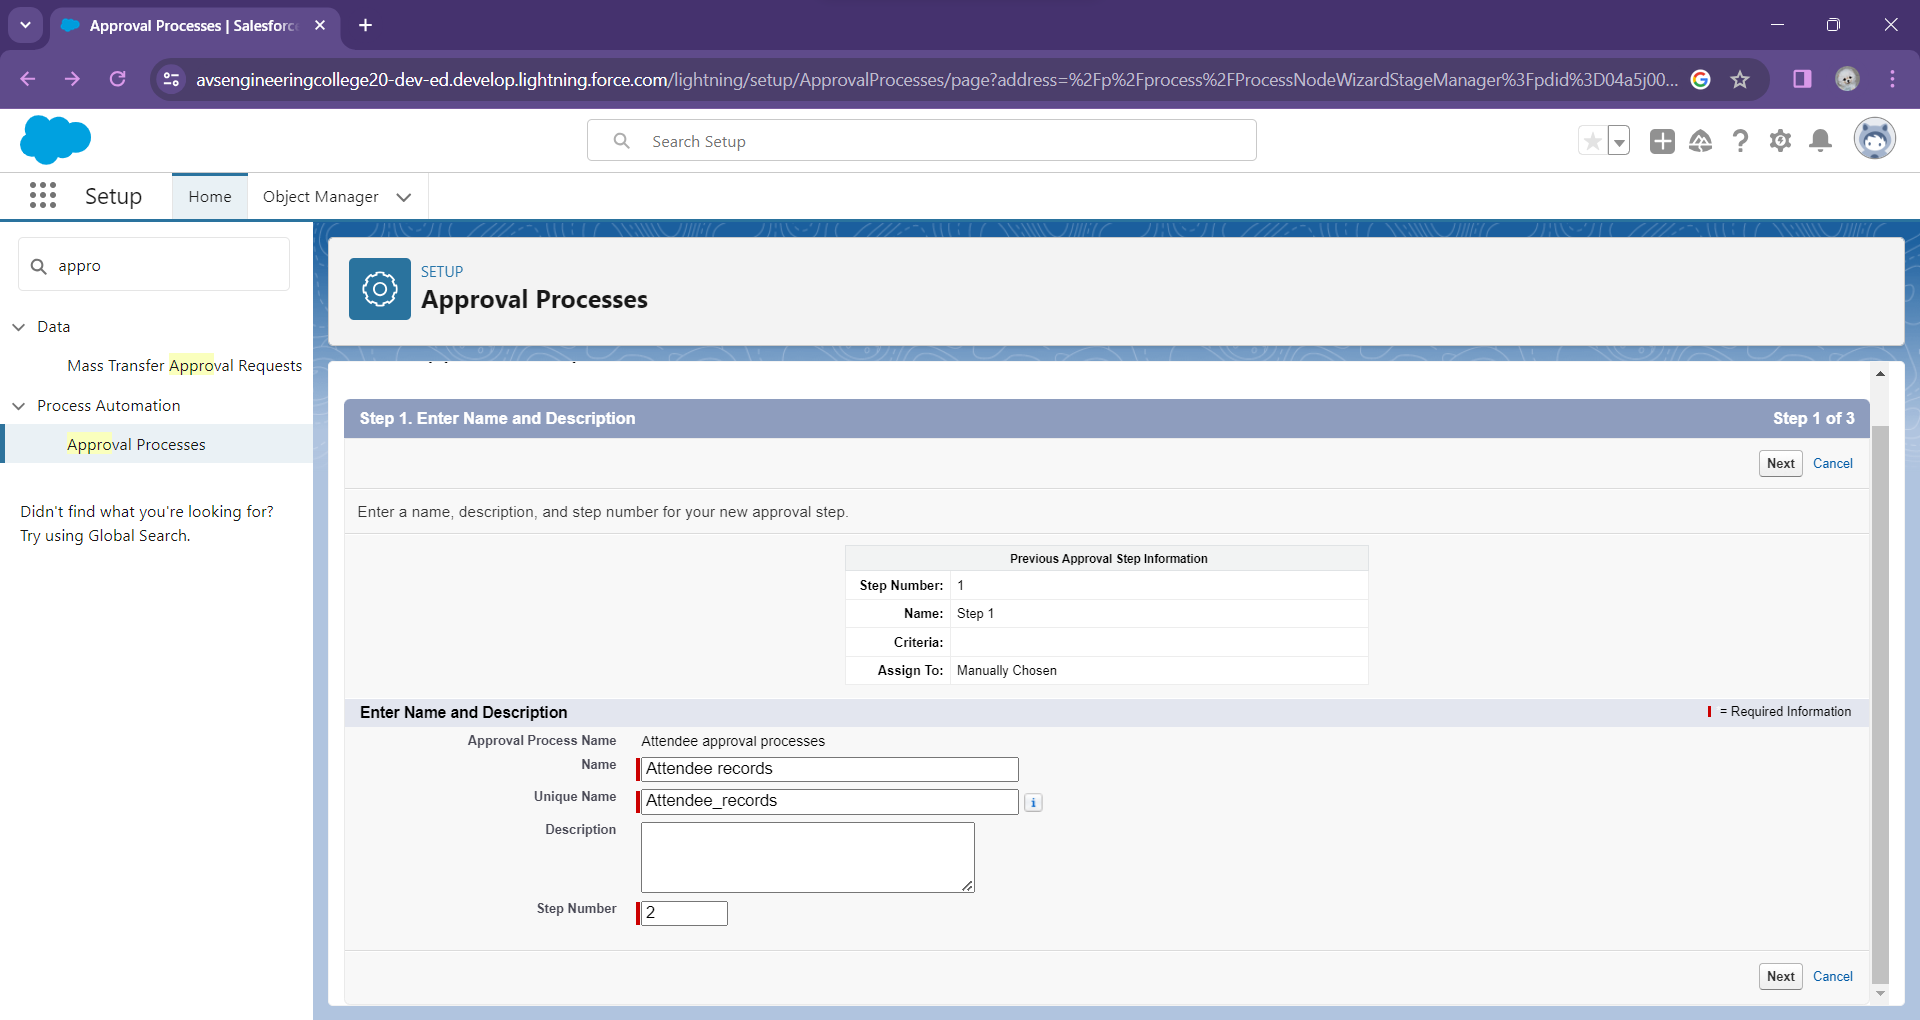 Approval Processes | Salesforc
avsengineeringcollege20-dev-ed.develop.lightning.force.com/lightning/setup/ApprovalProcesses/page?address=%2Fp%2Fprocess%2FProcessNodeWizardStageManager%3Fpdid%3D04a5j00...
Search Setup
Setup
Home
Object Manager
appro
Data
Mass Transfer Approval Requests
Process Automation
Approval Processes
Didn't find what you're looking for?
Try using Global Search.
SETUP
Approval Processes
Step 1. Enter Name and Description
Step 1 of 3
Next
Cancel
Enter a name, description, and step number for your new approval step.
Previous Approval Step Information
Step Number: 1
Name: Step 1
Criteria:
Assign To: Manually Chosen
Enter Name and Description
= Required Information
Approval Process Name Attendee approval processes
Name Attendee records
Unique Name Attendee_records
Description
Step Number 2
Next
Cancel